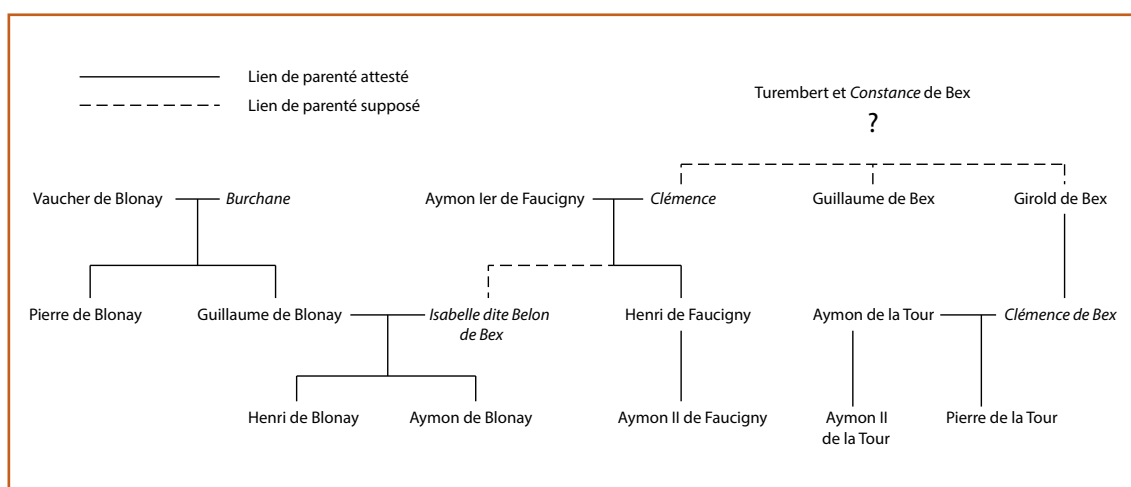 Lien de parenté attesté
Lien de parenté supposé
Turembert et Constance de Bex
?
Vaucher de Blonay
Burchane
Aymon Ier de Faucigny
Clémence
Guillaume de Bex
Girold de Bex
Pierre de Blonay
Guillaume de Blonay
Isabelle dite Belon
de Bex
Henri de Faucigny
Aymon de la Tour
Clémence de Bex
Henri de Blonay
Aymon de Blonay
Aymon II de Faucigny
Aymon II
de la Tour
Pierre de la Tour